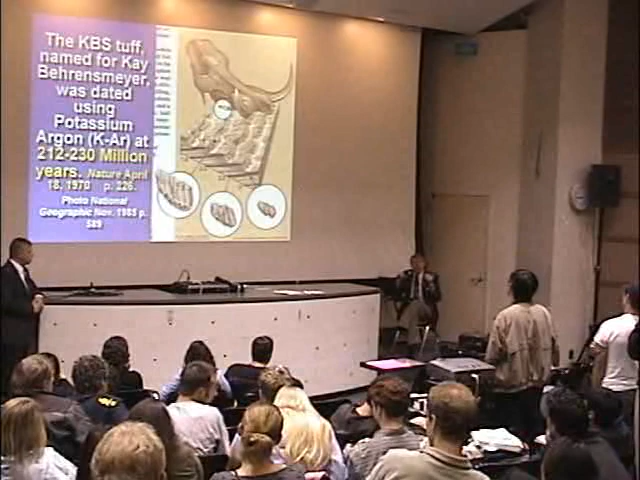 The KBS tuff,
named for Kay
Behrensmeyer,
was dated
using
Potassium
Argon (K-Ar) at
212-230 Million
years. Nature April
18, 1970 p. 226.
Photo National
Geographic Nov. 1985 p.
589